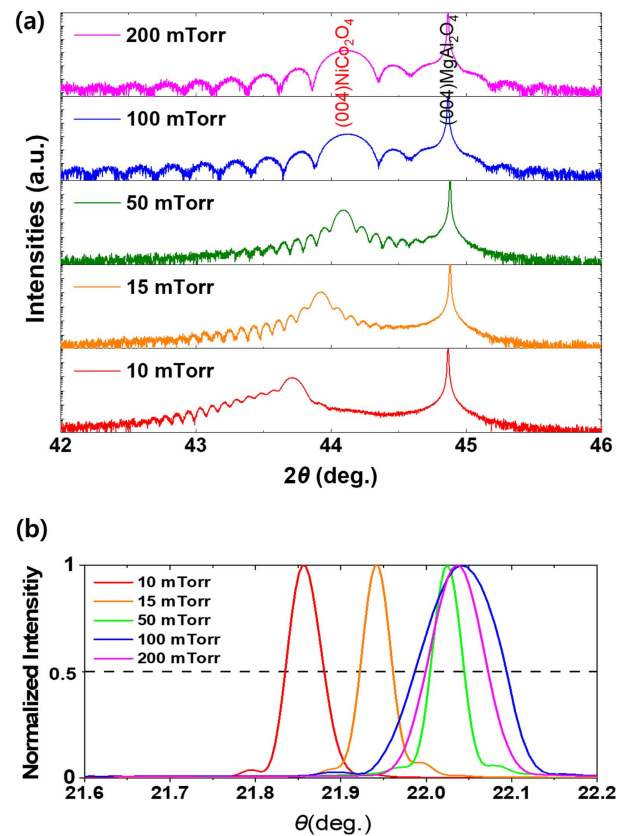 (a)
200 mTorr
(004)NiCo₂O₄
(004)MgAl₂O₄
100 mTorr
50 mTorr
15 mTorr
10 mTorr
Intensities (a.u.)
42 43 44 45 46
2θ (deg.)
(b)
1
10 mTorr
15 mTorr
50 mTorr
100 mTorr
200 mTorr
0.5
0
Normalized Intensitiy
21.6 21.7 21.8 21.9 22.0 22.1 22.2
θ(deg.)